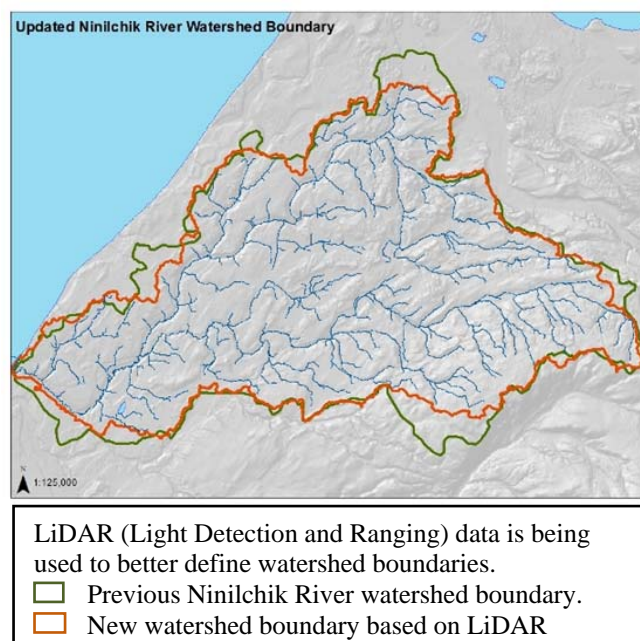 Updated Ninilchik River Watershed Boundary
N
1:125,000
LiDAR (Light Detection and Ranging) data is being
used to better define watershed boundaries.
Previous Ninilchik River watershed boundary.
New watershed boundary based on LiDAR